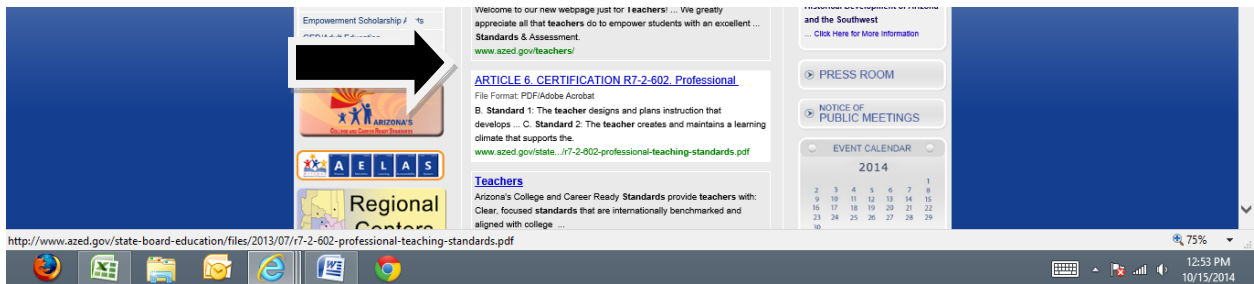 Empowerment Scholarship
GED/Adult Education
ARIZONA'S
COLLEGE AND CAREER READY STANDARDS
A E L A S
Regional
Centers
Welcome to our new webpage just for Teachers! ... We greatly
appreciate all that teachers do to empower students with an excellent ...
Standards & Assessment.
www.azed.gov/teachers/
ARTICLE 6. CERTIFICATION R7-2-602. Professional
File Format: PDF/Adobe Acrobat
B. Standard 1: The teacher designs and plans instruction that
develops ... C. Standard 2: The teacher creates and maintains a learning
climate that supports the.
www.azed.gov/state.../r7-2-602-professional-teaching-standards.pdf
Teachers
Arizona's College and Career Ready Standards provide teachers with:
Clear, focused standards that are internationally benchmarked and
aligned with college ...
Historical Development of Arizona
and the Southwest
... Click Here for More Information
PRESS ROOM
NOTICE OF
PUBLIC MEETINGS
EVENT CALENDAR
2014
1
2 3 4 5 6 7 8
9 10 11 12 13 14 15
16 17 18 19 20 21 22
23 24 25 26 27 28 29
30
http://www.azed.gov/state-board-education/files/2013/07/r7-2-602-professional-teaching-standards.pdf
75%
12:53 PM
10/15/2014